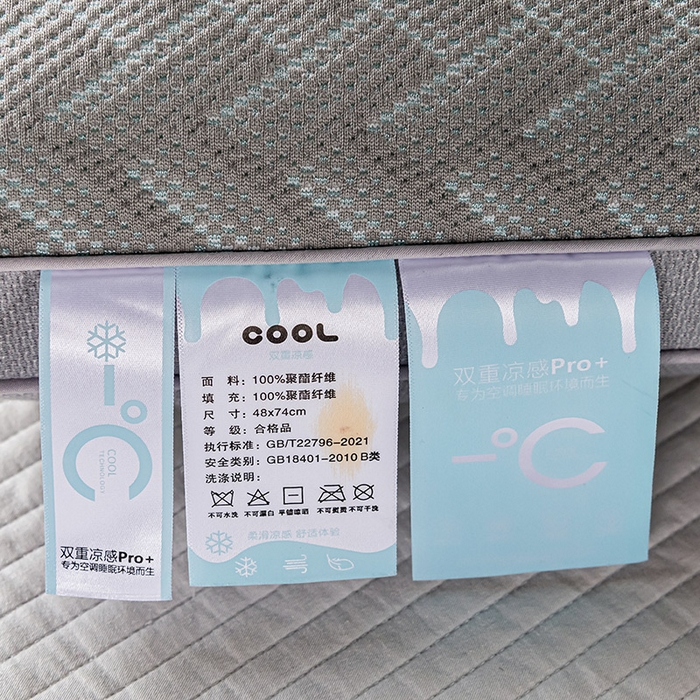 -°C
COOL
TECHNOLOGY
双重凉感Pro+
专为空调睡眠环境而生
COOL
双重凉感
面 料：100%聚酯纤维
填 充：100%聚酯纤维
尺 寸：48x74cm
等 级：合格品
执行标准：GB/T22796-2021
安全类别：GB18401-2010 B类
洗涤说明：
不可水洗 不可漂白 平铺晾晒 不可熨烫 不可干洗
柔滑凉感 舒适体验
双重凉感Pro+
专为空调睡眠环境而生
-°C